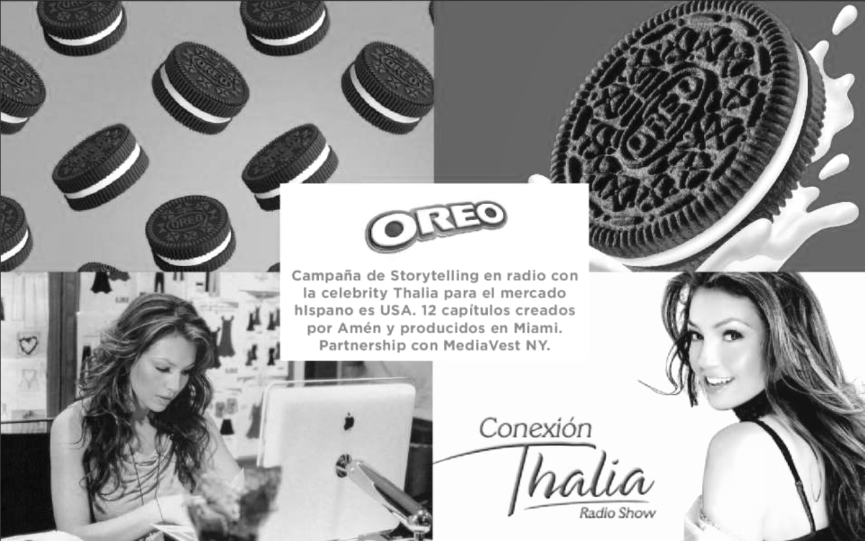 OREO
Campaña de Storytelling en radio con
la celebrity Thalia para el mercado
hIspano es USA. 12 capítulos creados
por Amén y producidos en Miami.
Partnership con MediaVest NY.
Conexión
Thalia
Radio Show